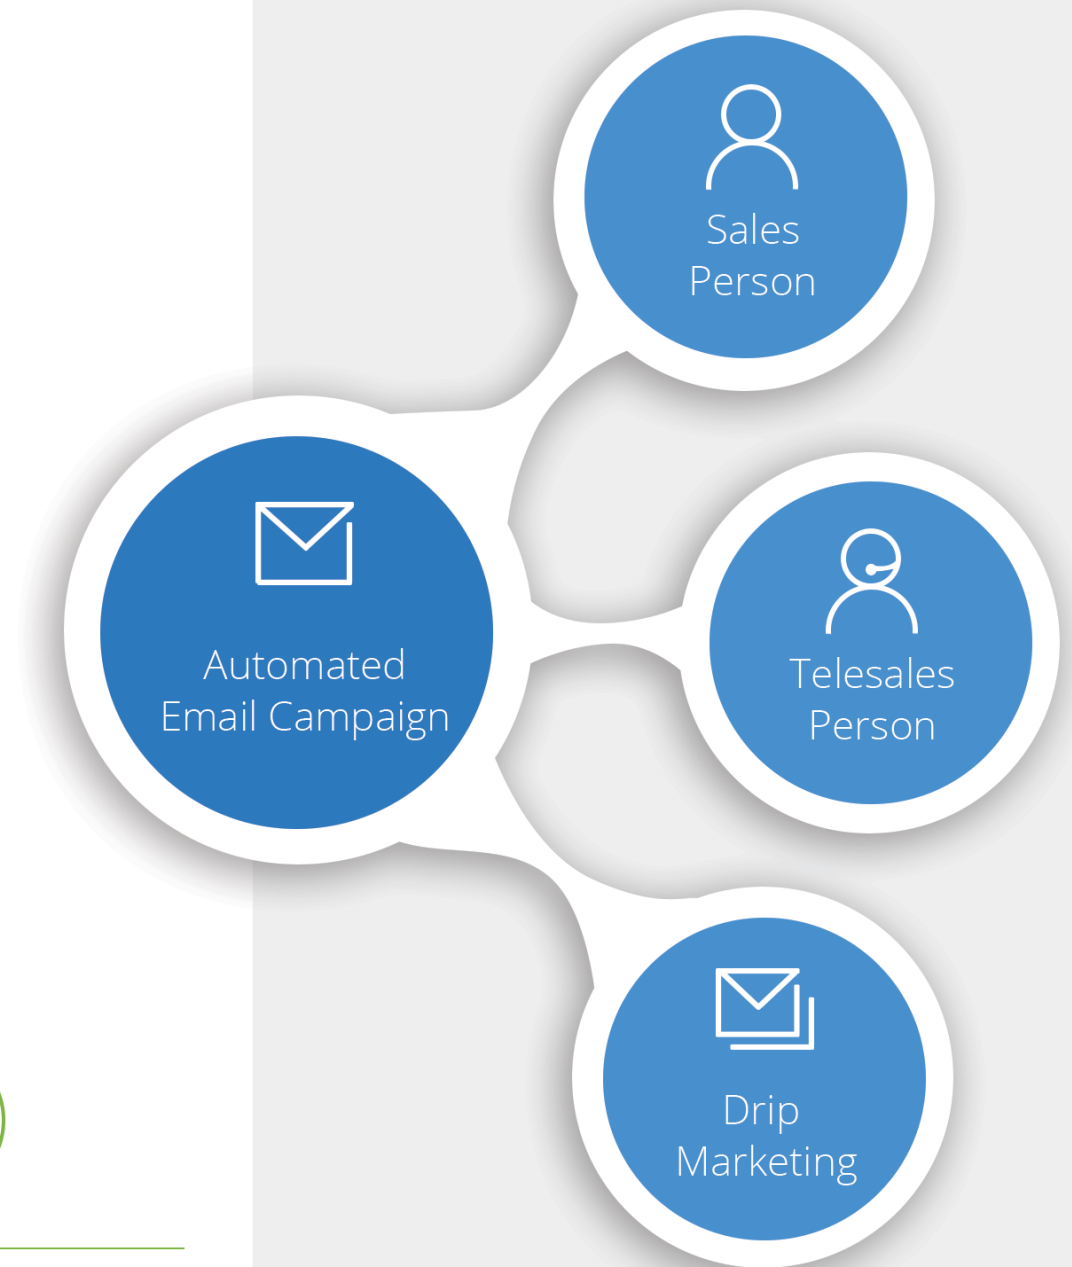 Sales
Person
Automated
Email Campaign
Telesales
Person
Drip
Marketing